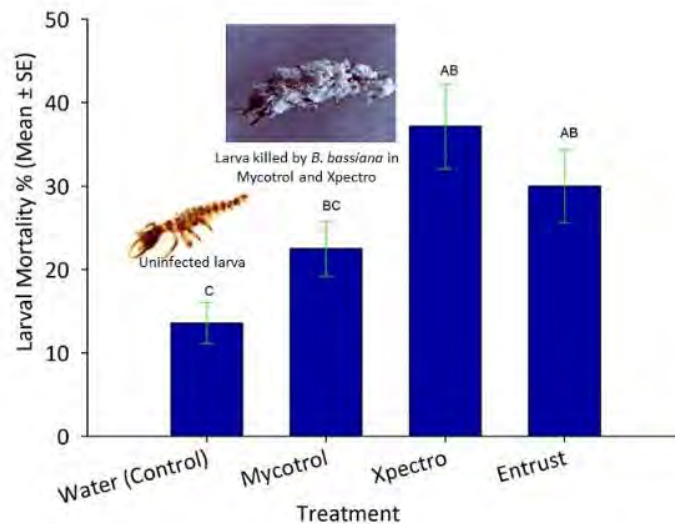 50
40
30
20
10
0
Larval Mortality % (Mean ± SE)
Larva killed by B. bassiana in
Mycotrol and Xpectro
Uninfected larva
C
BC
AB
AB
Water (Control)
Mycotrol
Xpectro
Entrust
Treatment